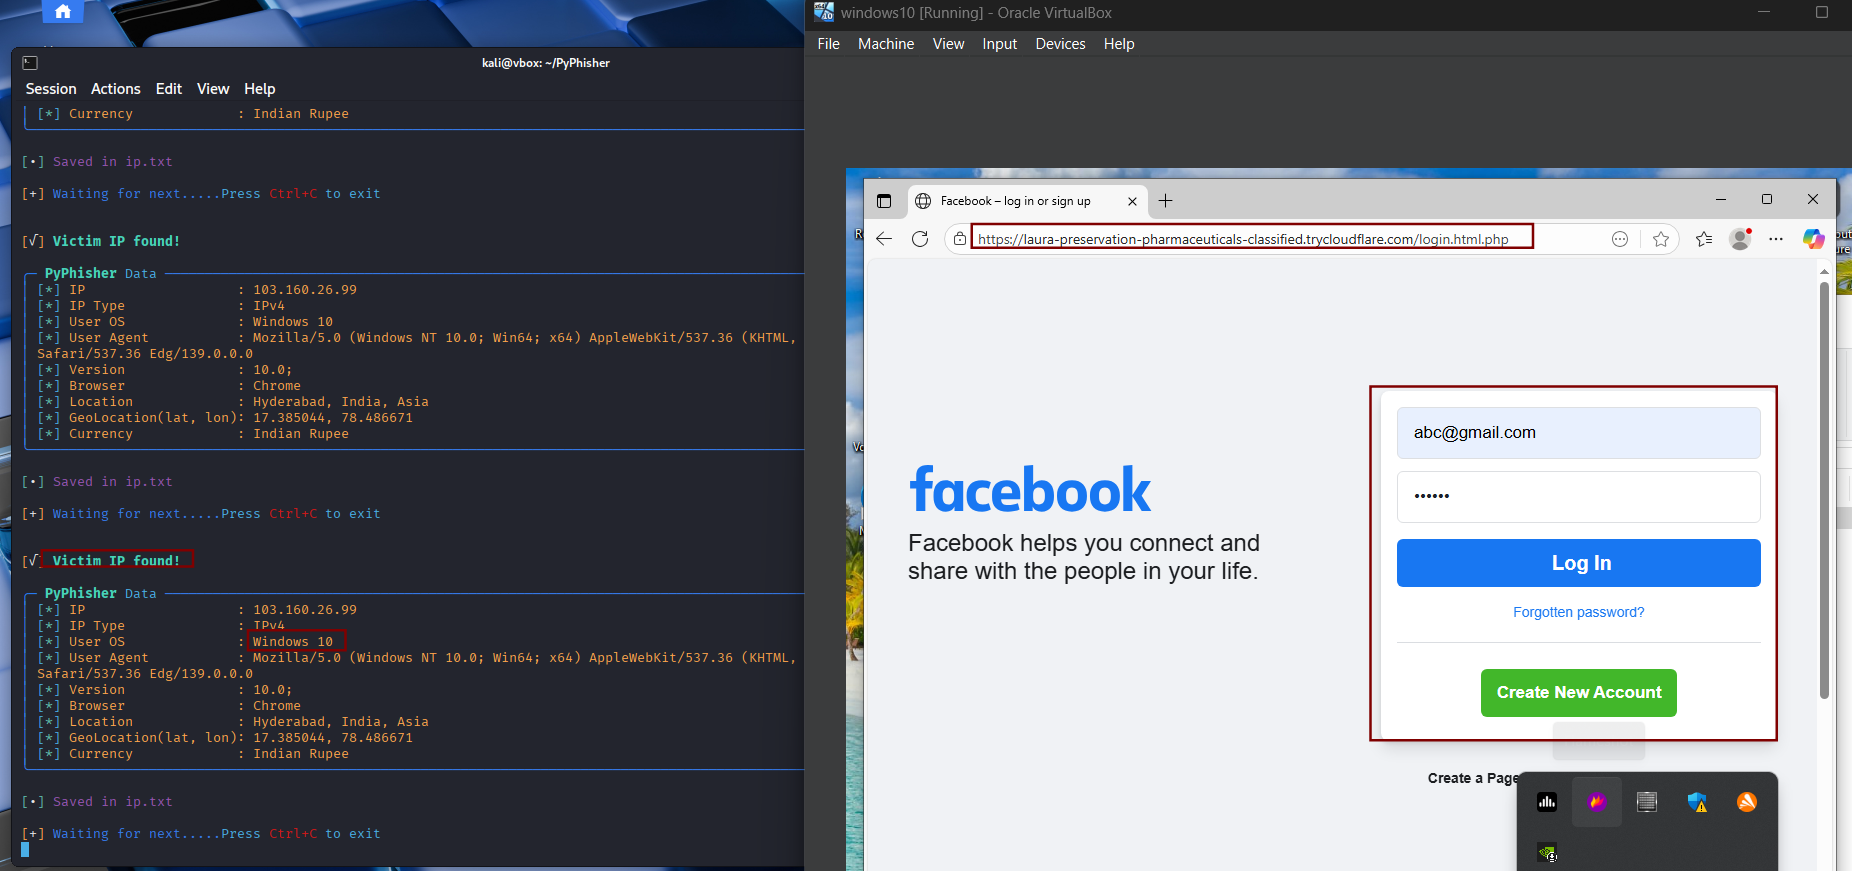 kali@vbox: ~/PyPhisher
Session Actions Edit View Help
[*] Currency : Indian Rupee
[•] Saved in ip.txt
[+] Waiting for next.....Press Ctrl+C to exit
[√] Victim IP found!
PyPhisher Data
[*] IP : 103.160.26.99
[*] IP Type : IPv4
[*] User OS : Windows 10
[*] User Agent : Mozilla/5.0 (Windows NT 10.0; Win64; x64) AppleWebKit/537.36 (KHTML,
Safari/537.36 Edg/139.0.0.0
[*] Version : 10.0;
[*] Browser : Chrome
[*] Location : Hyderabad, India, Asia
[*] GeoLocation(lat, lon): 17.385044, 78.486671
[*] Currency : Indian Rupee
[•] Saved in ip.txt
[+] Waiting for next.....Press Ctrl+C to exit
[√] Victim IP found!
PyPhisher Data
[*] IP : 103.160.26.99
[*] IP Type : IPv4
[*] User OS : Windows 10
[*] User Agent : Mozilla/5.0 (Windows NT 10.0; Win64; x64) AppleWebKit/537.36 (KHTML,
Safari/537.36 Edg/139.0.0.0
[*] Version : 10.0;
[*] Browser : Chrome
[*] Location : Hyderabad, India, Asia
[*] GeoLocation(lat, lon): 17.385044, 78.486671
[*] Currency : Indian Rupee
[•] Saved in ip.txt
[+] Waiting for next.....Press Ctrl+C to exit
windows10 [Running] - Oracle VirtualBox
File Machine View Input Devices Help
Facebook – log in or sign up
https://laura-preservation-pharmaceuticals-classified.trycloudflare.com/login.html.php
facebook
Facebook helps you connect and
share with the people in your life.
abc@gmail.com
••••••
Log In
Forgotten password?
Create New Account
Create a Page